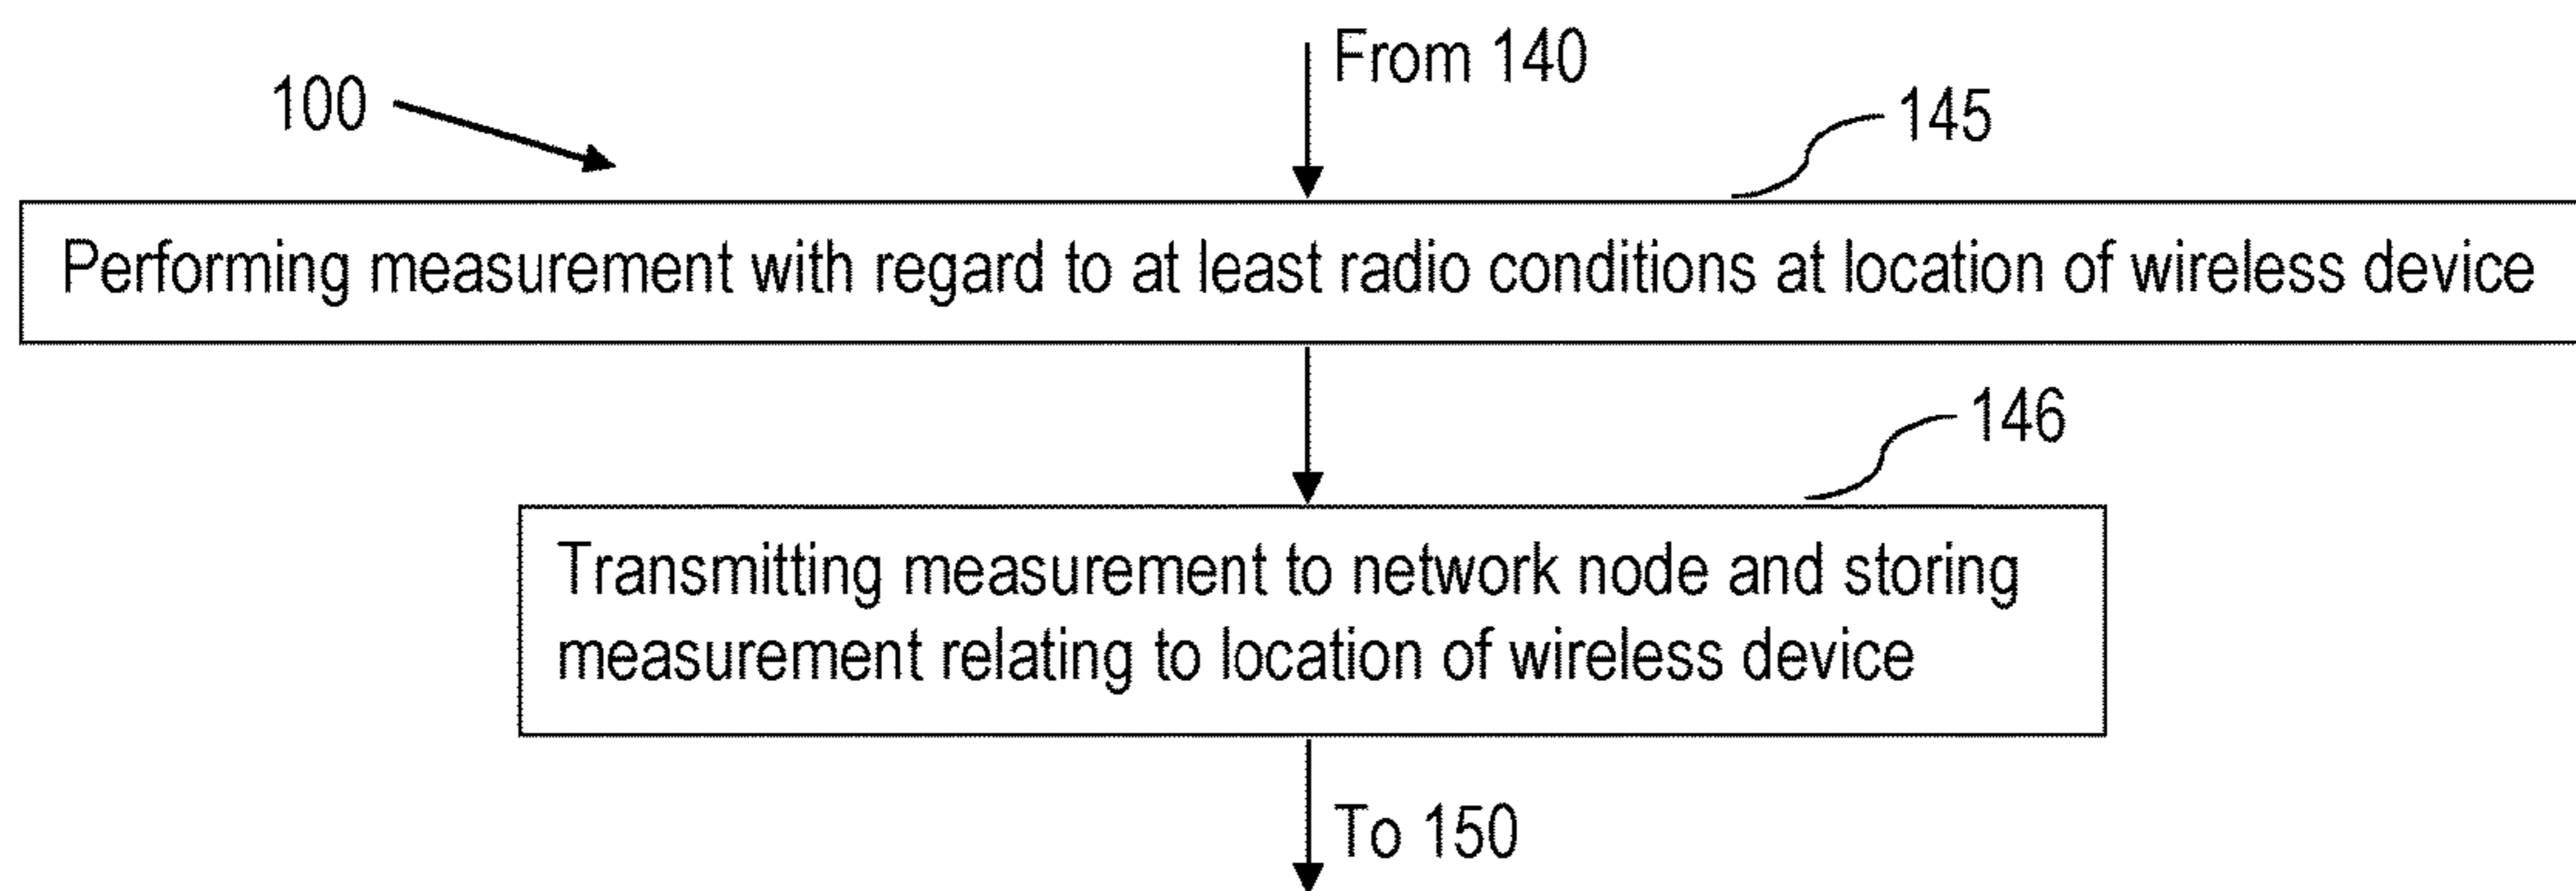 From 140
100
145
Performing measurement with regard to at least radio conditions at location of wireless device
146
Transmitting measurement to network node and storing
measurement relating to location of wireless device
To 150